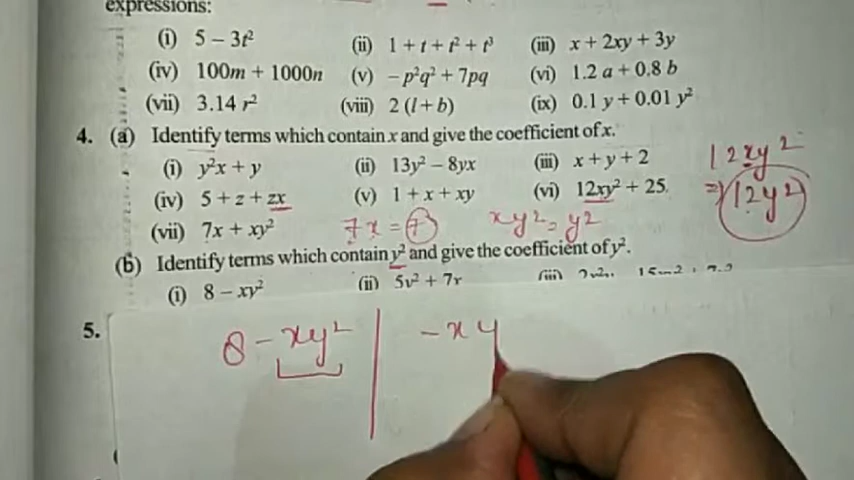 expressions:
(i) 5 – 3t² (ii) 1 + t + t² + t³ (iii) x + 2xy + 3y
(iv) 100m + 1000n (v) – p²q² + 7pq (vi) 1.2 a + 0.8 b
(vii) 3.14 r² (viii) 2 (l + b) (ix) 0.1 y + 0.01 y²
4. (a) Identify terms which contain x and give the coefficient of x.
(i) y²x + y (ii) 13y² – 8yx (iii) x + y + 2 12xy²
(iv) 5 + z + zx (v) 1 + x + xy (vi) 12xy² + 25 ⇒ 12y²
(vii) 7x + xy² 7x = 7 xy² = y²
(b) Identify terms which contain y² and give the coefficient of y².
(i) 8 – xy² (ii) 5y² + 7x (iii)
5. 8 – xy² – xy